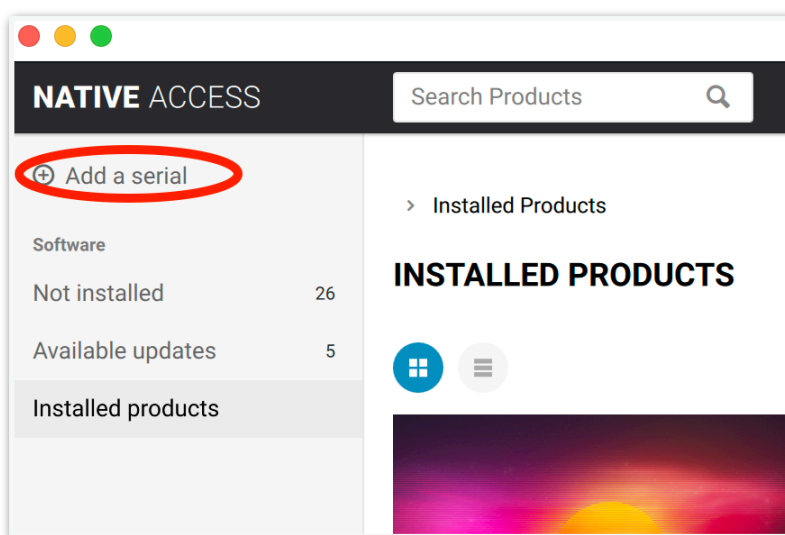 NATIVE ACCESS
Search Products
Add a serial
Software
Not installed 26
Available updates 5
Installed products
> Installed Products
INSTALLED PRODUCTS